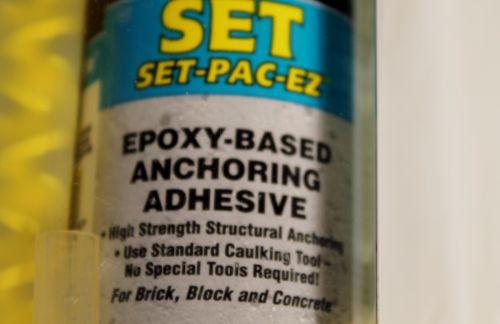 SET
SET-PAC-EZ™
EPOXY-BASED
ANCHORING
ADHESIVE
• High Strength Structural Anchoring
• Use Standard Caulking Tool –
No Special Tools Required!
For Brick, Block and Concrete